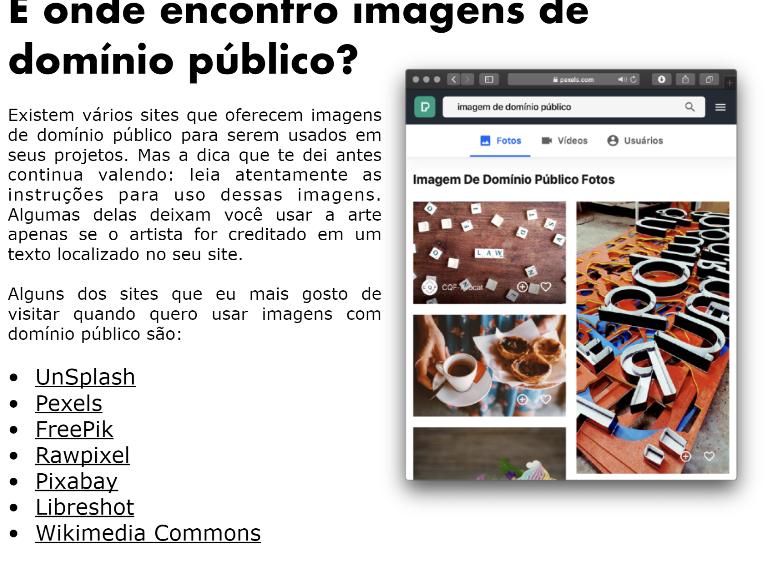 E onde encontro imagens de
domínio público?
Existem vários sites que oferecem imagens
de domínio público para serem usados em
seus projetos. Mas a dica que te dei antes
continua valendo: leia atentamente as
instruções para uso dessas imagens.
Algumas delas deixam você usar a arte
apenas se o artista for creditado em um
texto localizado no seu site.
Alguns dos sites que eu mais gosto de
visitar quando quero usar imagens com
domínio público são:
• UnSplash
• Pexels
• FreePik
• Rawpixel
• Pixabay
• Libreshot
• Wikimedia Commons
pexels.com
imagem de domínio público
Fotos Vídeos Usuários
Imagem De Domínio Público Fotos
LAW